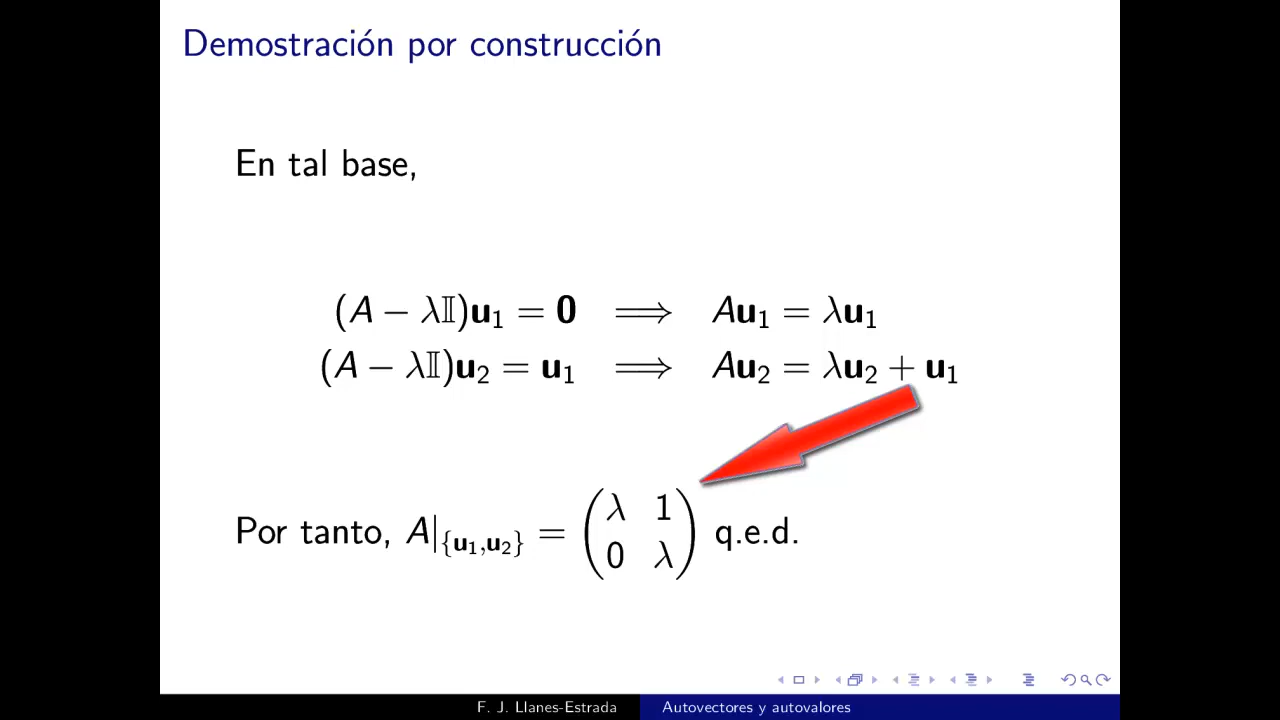 Demostración por construcción
En tal base,
(A − λ𝕀)u₁ = 0 ⟹ Au₁ = λu₁
(A − λ𝕀)u₂ = u₁ ⟹ Au₂ = λu₂ + u₁
Por tanto, A|{u₁,u₂} = (λ 1
0 λ) q.e.d.
F. J. Llanes-Estrada Autovectores y autovalores